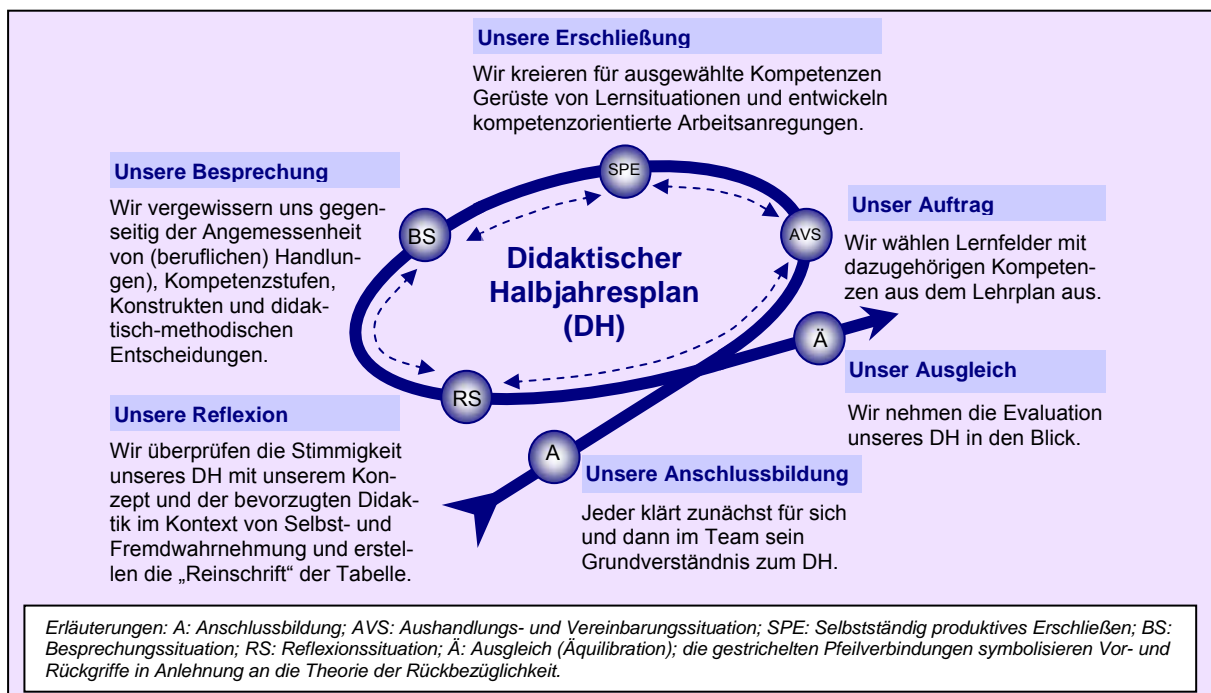 Unsere Erschließung
Wir kreieren für ausgewählte Kompetenzen
Gerüste von Lernsituationen und entwickeln
kompetenzorientierte Arbeitsanregungen.
Unsere Besprechung
Wir vergewissern uns gegen-
seitig der Angemessenheit
von (beruflichen) Handlun-
gen), Kompetenzstufen,
Konstrukten und didak-
tisch-methodischen
Entscheidungen.
SPE
BS
AVS
Didaktischer
Halbjahresplan
(DH)
Unser Auftrag
Wir wählen Lernfelder mit
dazugehörigen Kompeten-
zen aus dem Lehrplan aus.
Ä
RS
A
Unser Ausgleich
Wir nehmen die Evaluation
unseres DH in den Blick.
Unsere Reflexion
Wir überprüfen die Stimmigkeit
unseres DH mit unserem Kon-
zept und der bevorzugten Didak-
tik im Kontext von Selbst- und
Fremdwahrnehmung und erstel-
len die „Reinschrift“ der Tabelle.
Unsere Anschlussbildung
Jeder klärt zunächst für sich
und dann im Team sein
Grundverständnis zum DH.
Erläuterungen: A: Anschlussbildung; AVS: Aushandlungs- und Vereinbarungssituation; SPE: Selbstständig produktives Erschließen; BS:
Besprechungssituation; RS: Reflexionssituation; Ä: Ausgleich (Äquilibration); die gestrichelten Pfeilverbindungen symbolisieren Vor- und
Rückgriffe in Anlehnung an die Theorie der Rückbezüglichkeit.